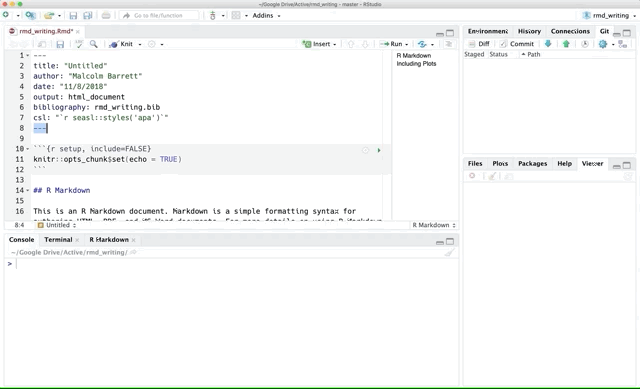 ~/Google Drive/Active/rmd_writing - master - RStudio
Go to file/function
Addins
rmd_writing
rmd_writing.Rmd*
Knit
Insert
Run
1 ---
2 title: "Untitled"
3 author: "Malcolm Barrett"
4 date: "11/8/2018"
5 output: html_document
6 bibliography: rmd_writing.bib
7 csl: "`r seasl::styles('apa')`"
8 ---
9
10 ```{r setup, include=FALSE}
11 knitr::opts_chunk$set(echo = TRUE)
12 ```
13
14 ## R Markdown
15
16 This is an R Markdown document. Markdown is a simple formatting syntax for
R Markdown
Including Plots
8:4 Untitled R Markdown
Console Terminal R Markdown
~/Google Drive/Active/rmd_writing/
>
Environment History Connections Git
Diff Commit
Staged Status Path
Files Plots Packages Help Viewer